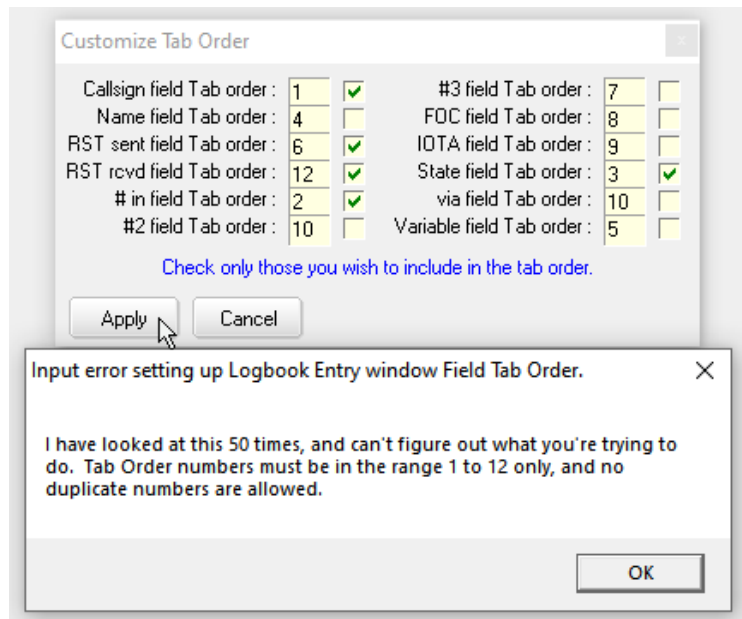 Customize Tab Order
x
Callsign field Tab order : 1
Name field Tab order : 4
RST sent field Tab order : 6
RST rcvd field Tab order : 12
# in field Tab order : 2
#2 field Tab order : 10
#3 field Tab order : 7
FOC field Tab order : 8
IOTA field Tab order : 9
State field Tab order : 3
via field Tab order : 10
Variable field Tab order : 5
Check only those you wish to include in the tab order.
Apply
Cancel
Input error setting up Logbook Entry window Field Tab Order.
I have looked at this 50 times, and can't figure out what you're trying to
do.  Tab Order numbers must be in the range 1 to 12 only, and no
duplicate numbers are allowed.
OK